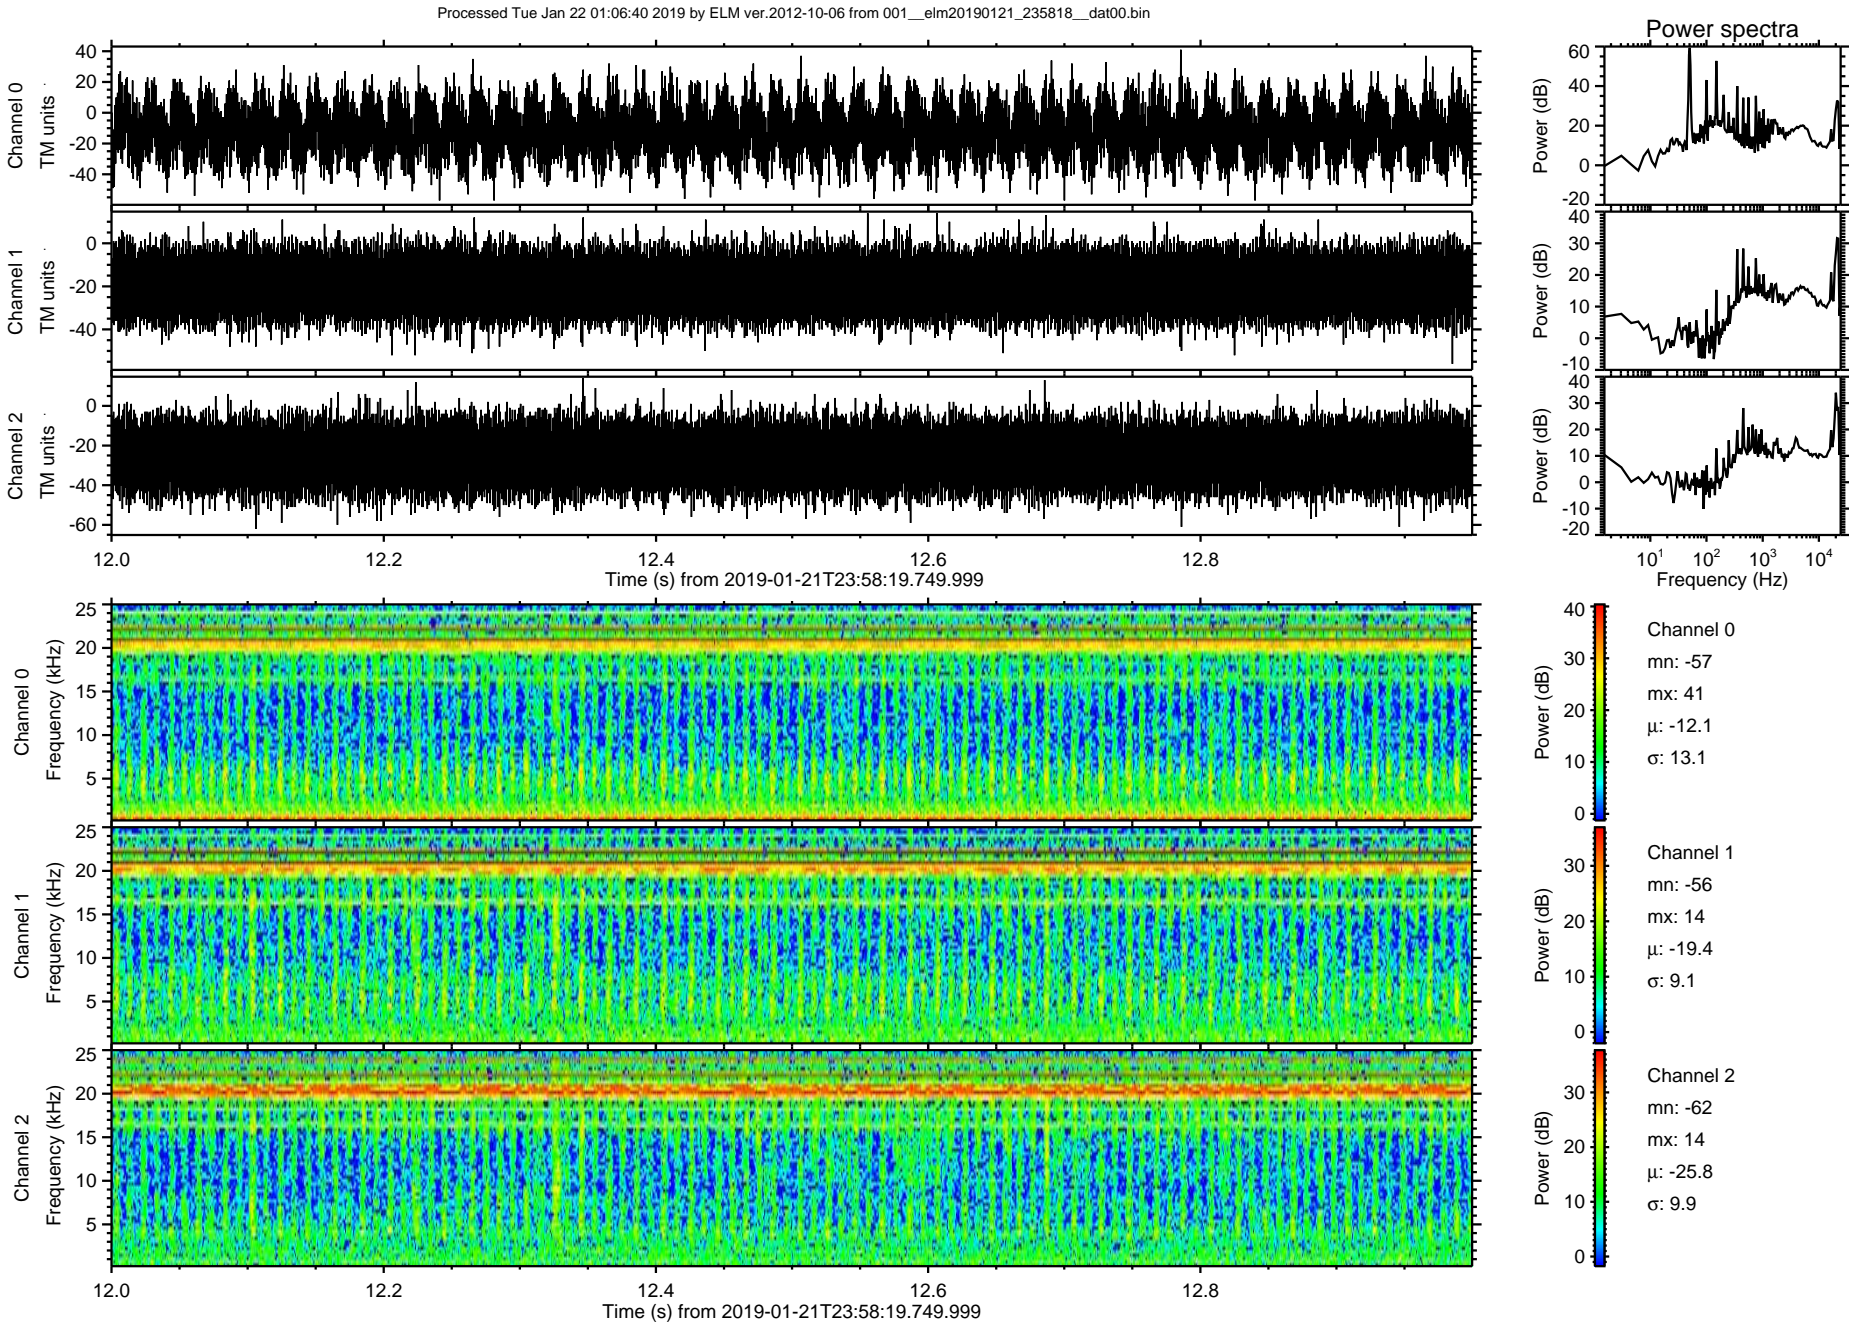 Processed Tue Jan 22 01:06:40 2019 by ELM ver.2012-10-06 from 001__elm20190121_235818__dat00.bin
Power spectra
Channel 0
TM units
40
20
0
-20
-40
Power (dB)
60
40
20
0
-20
Channel 1
TM units
0
-20
-40
Power (dB)
40
30
20
10
0
-10
Channel 2
TM units
0
-20
-40
-60
Power (dB)
40
30
20
10
0
-10
-20
12.0 12.2 12.4 12.6 12.8
Time (s) from 2019-01-21T23:58:19.749.999
10^1 10^2 10^3 10^4
Frequency (Hz)
Channel 0
Frequency (kHz)
25
20
15
10
5
Power (dB)
40
30
20
10
0
Channel 0
mn: -57
mx: 41
μ: -12.1
σ: 13.1
Channel 1
Frequency (kHz)
25
20
15
10
5
Power (dB)
30
20
10
0
Channel 1
mn: -56
mx: 14
μ: -19.4
σ: 9.1
Channel 2
Frequency (kHz)
25
20
15
10
5
Power (dB)
30
20
10
0
Channel 2
mn: -62
mx: 14
μ: -25.8
σ: 9.9
12.0 12.2 12.4 12.6 12.8
Time (s) from 2019-01-21T23:58:19.749.999